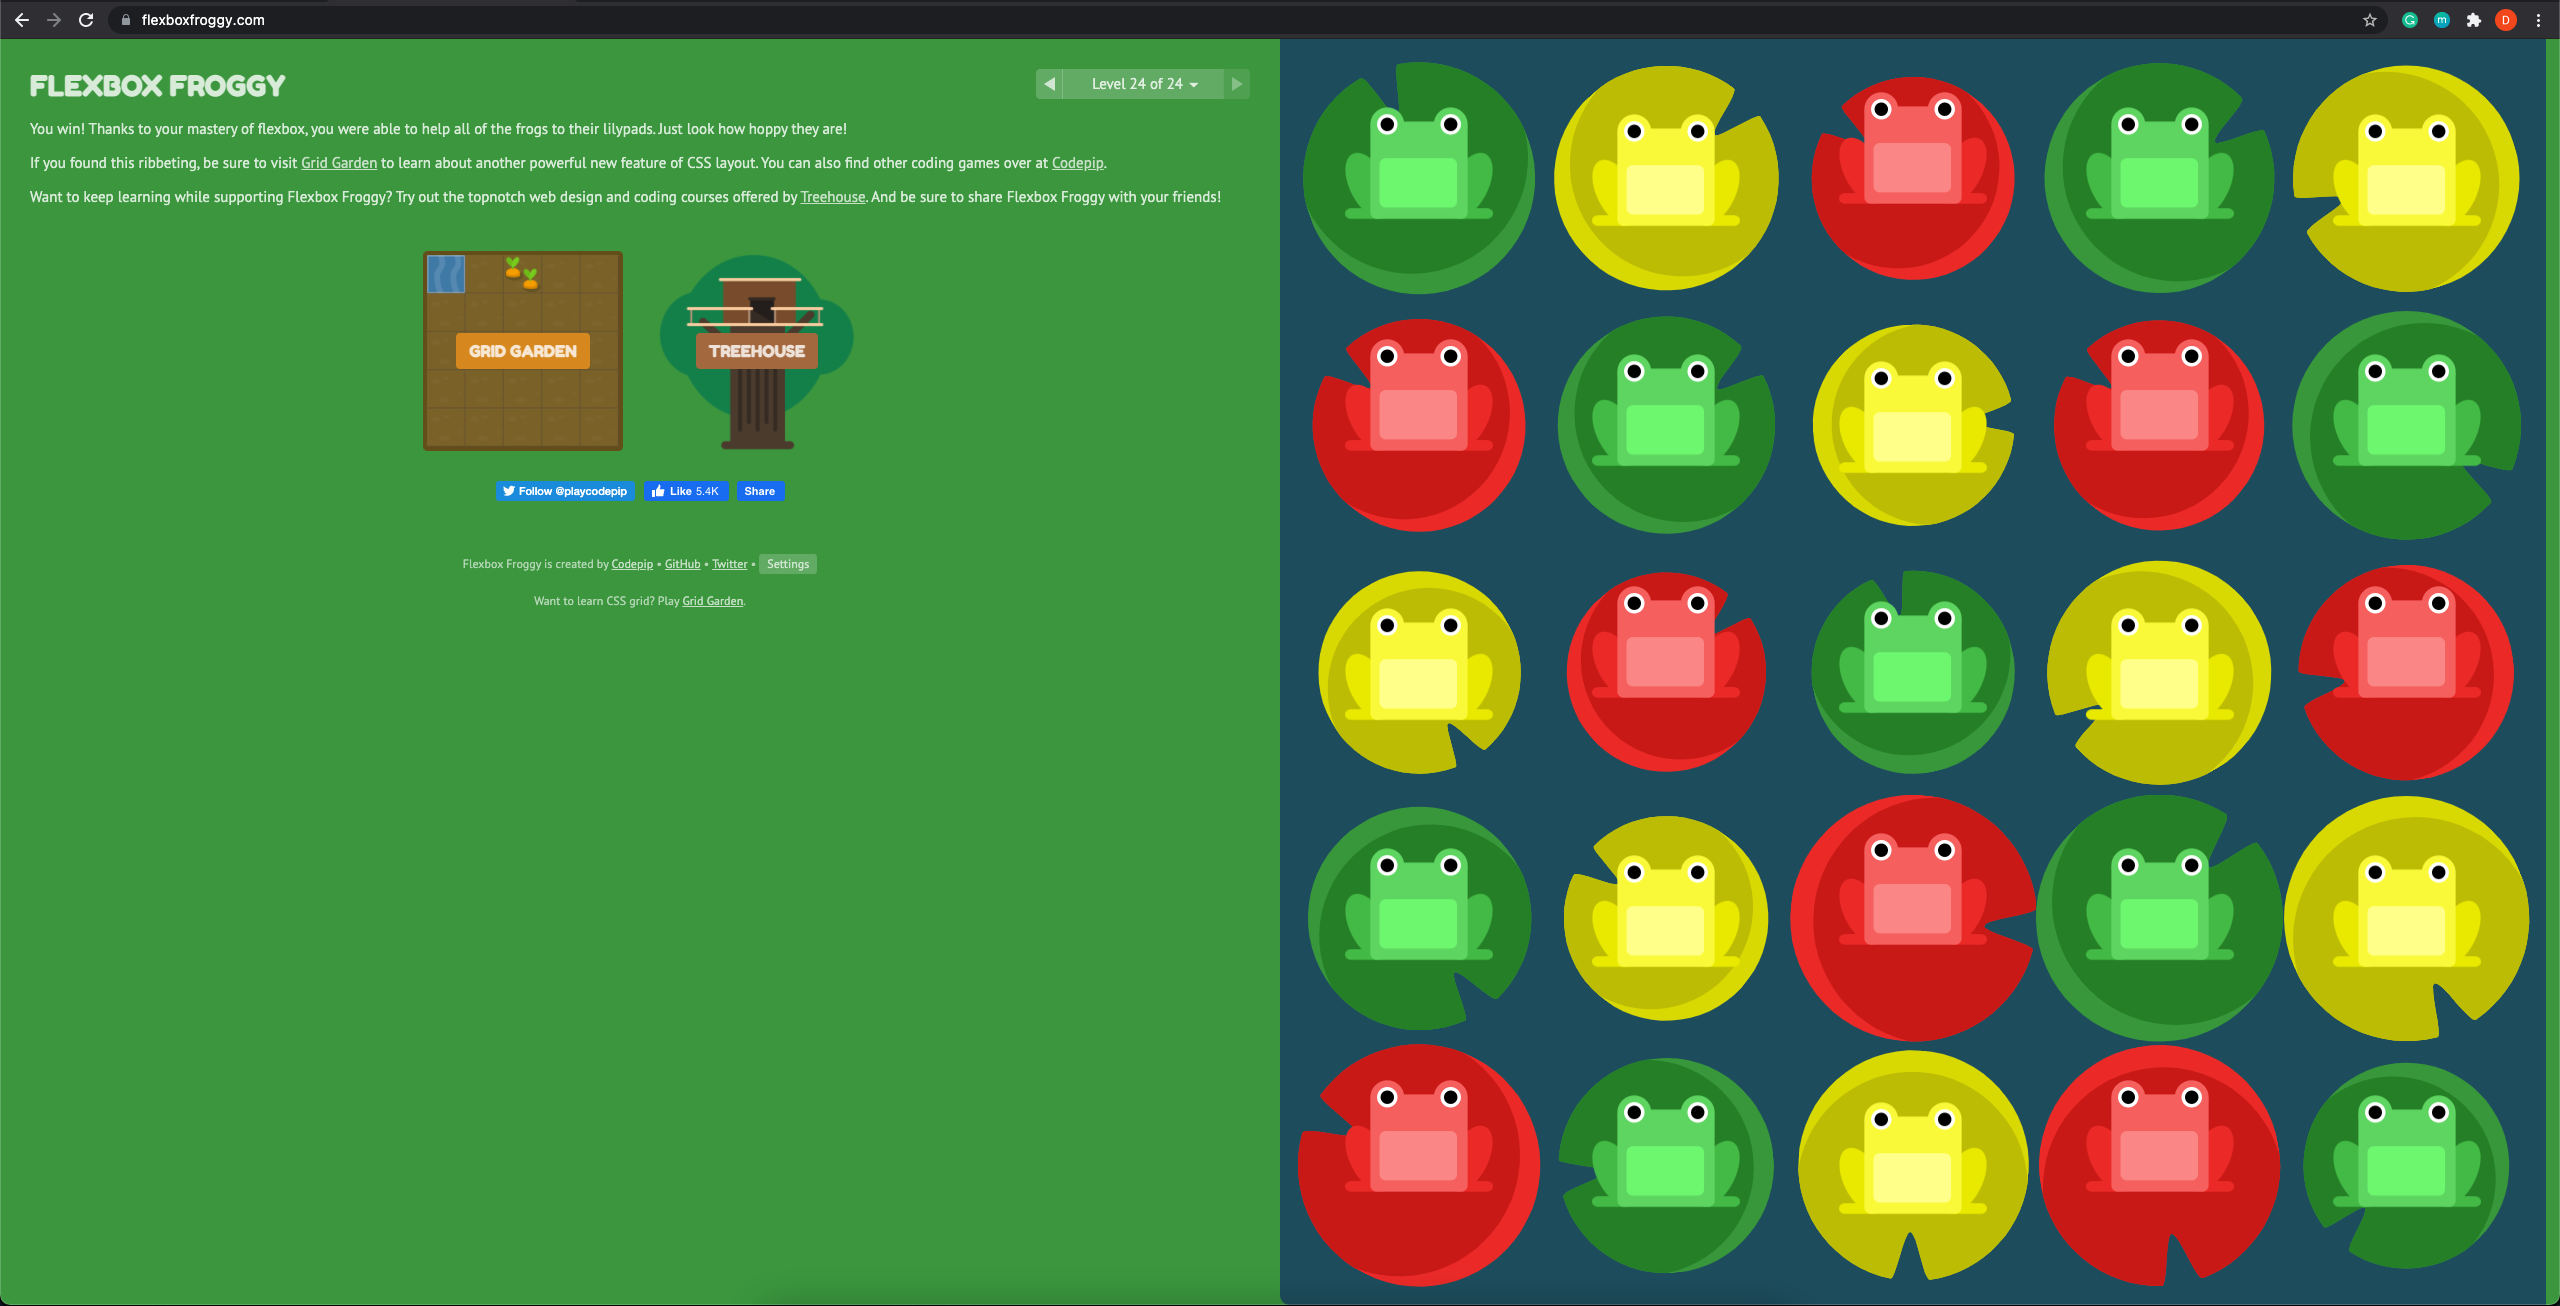 flexboxfroggy.com
D
FLEXBOX FROGGY
Level 24 of 24
You win! Thanks to your mastery of flexbox, you were able to help all of the frogs to their lilypads. Just look how hoppy they are!
If you found this ribbeting, be sure to visit Grid Garden to learn about another powerful new feature of CSS layout. You can also find other coding games over at Codepip.
Want to keep learning while supporting Flexbox Froggy? Try out the topnotch web design and coding courses offered by Treehouse. And be sure to share Flexbox Froggy with your friends!
GRID GARDEN
TREEHOUSE
Follow @playcodepip Like 5.4K Share
Flexbox Froggy is created by Codepip • GitHub • Twitter • Settings
Want to learn CSS grid? Play Grid Garden.